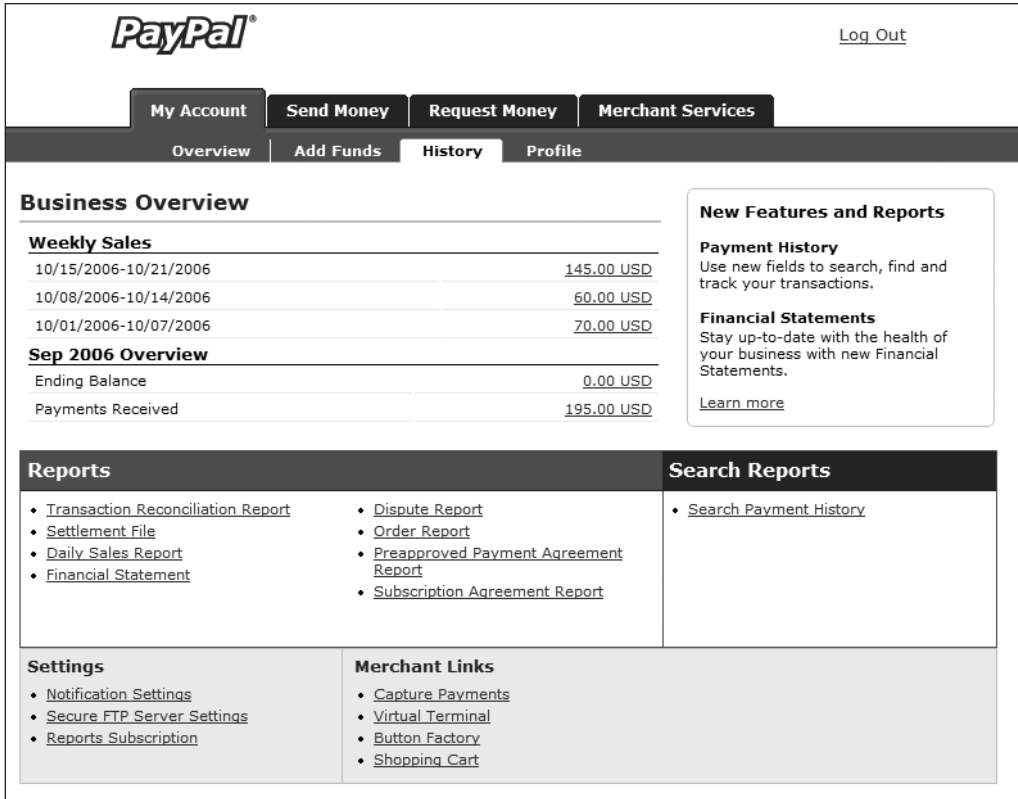 PayPal®
Log Out
My Account
Send Money
Request Money
Merchant Services
Overview
Add Funds
History
Profile
Business Overview
Weekly Sales
10/15/2006-10/21/2006 145.00 USD
10/08/2006-10/14/2006 60.00 USD
10/01/2006-10/07/2006 70.00 USD
Sep 2006 Overview
Ending Balance 0.00 USD
Payments Received 195.00 USD
New Features and Reports
Payment History
Use new fields to search, find and
track your transactions.
Financial Statements
Stay up-to-date with the health of
your business with new Financial
Statements.
Learn more
Reports
• Transaction Reconciliation Report
• Settlement File
• Daily Sales Report
• Financial Statement
• Dispute Report
• Order Report
• Preapproved Payment Agreement
Report
• Subscription Agreement Report
Search Reports
• Search Payment History
Settings
• Notification Settings
• Secure FTP Server Settings
• Reports Subscription
Merchant Links
• Capture Payments
• Virtual Terminal
• Button Factory
• Shopping Cart